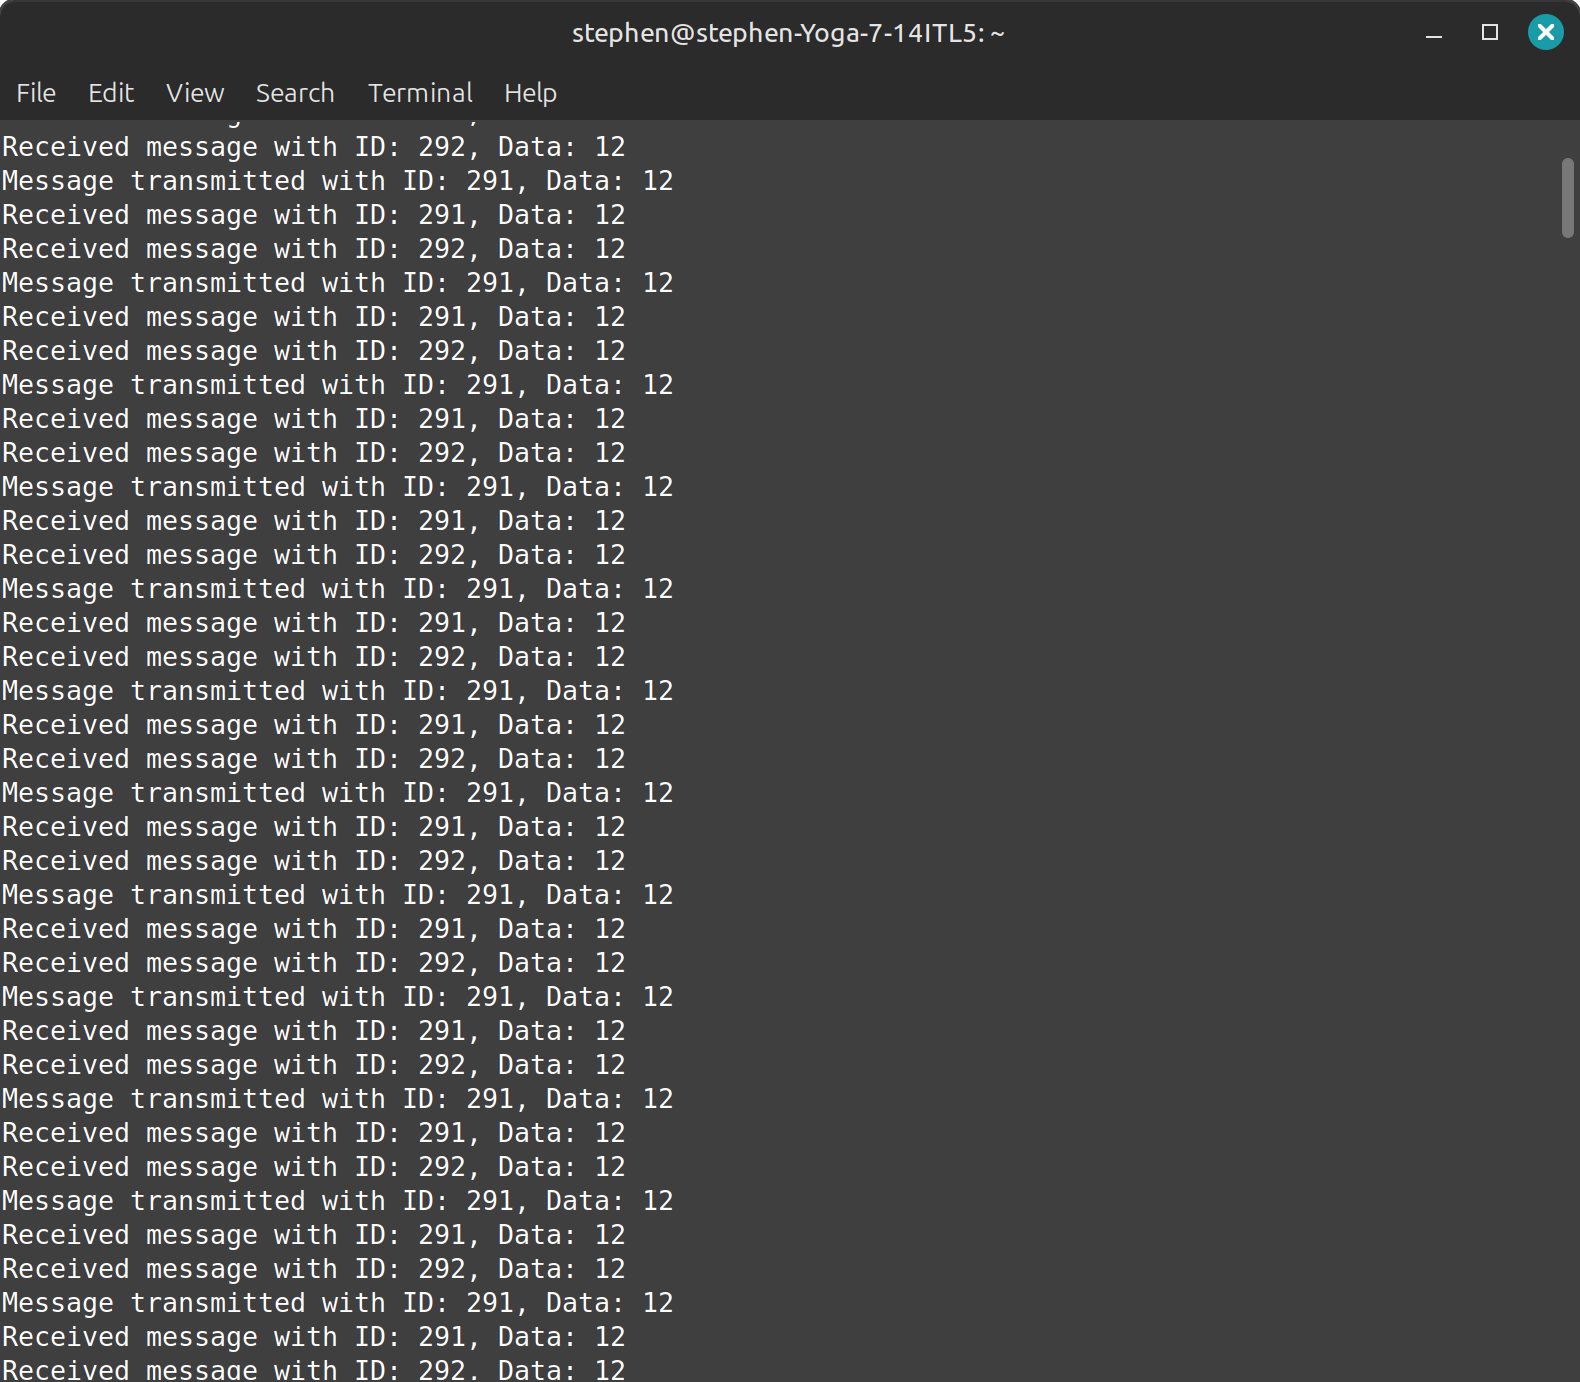 stephen@stephen-Yoga-7-14ITL5: ~
File Edit View Search Terminal Help
Received message with ID: 292, Data: 12
Message transmitted with ID: 291, Data: 12
Received message with ID: 291, Data: 12
Received message with ID: 292, Data: 12
Message transmitted with ID: 291, Data: 12
Received message with ID: 291, Data: 12
Received message with ID: 292, Data: 12
Message transmitted with ID: 291, Data: 12
Received message with ID: 291, Data: 12
Received message with ID: 292, Data: 12
Message transmitted with ID: 291, Data: 12
Received message with ID: 291, Data: 12
Received message with ID: 292, Data: 12
Message transmitted with ID: 291, Data: 12
Received message with ID: 291, Data: 12
Received message with ID: 292, Data: 12
Message transmitted with ID: 291, Data: 12
Received message with ID: 291, Data: 12
Received message with ID: 292, Data: 12
Message transmitted with ID: 291, Data: 12
Received message with ID: 291, Data: 12
Received message with ID: 292, Data: 12
Message transmitted with ID: 291, Data: 12
Received message with ID: 291, Data: 12
Received message with ID: 292, Data: 12
Message transmitted with ID: 291, Data: 12
Received message with ID: 291, Data: 12
Received message with ID: 292, Data: 12
Message transmitted with ID: 291, Data: 12
Received message with ID: 291, Data: 12
Received message with ID: 292, Data: 12
Message transmitted with ID: 291, Data: 12
Received message with ID: 291, Data: 12
Received message with ID: 292, Data: 12
Message transmitted with ID: 291, Data: 12
Received message with ID: 291, Data: 12
Received message with ID: 292, Data: 12